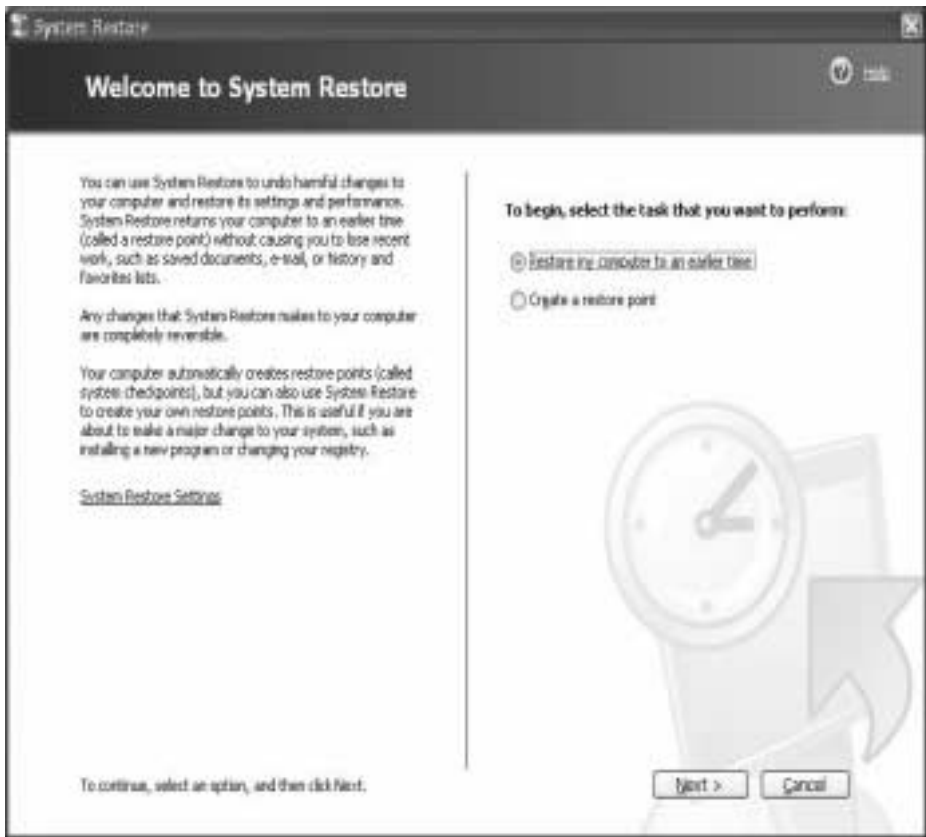 System Restore
Welcome to System Restore
Help
You can use System Restore to undo harmful changes to
your computer and restore its settings and performance.
System Restore returns your computer to an earlier time
(called a restore point) without causing you to lose recent
work, such as saved documents, e-mail, or history and
favorites lists.
Any changes that System Restore makes to your computer
are completely reversible.
Your computer automatically creates restore points (called
system checkpoints), but you can also use System Restore
to create your own restore points. This is useful if you are
about to make a major change to your system, such as
installing a new program or changing your registry.
System Restore Settings
To begin, select the task that you want to perform:
Restore my computer to an earlier time
Create a restore point
To continue, select an option, and then click Next.
Next >
Cancel